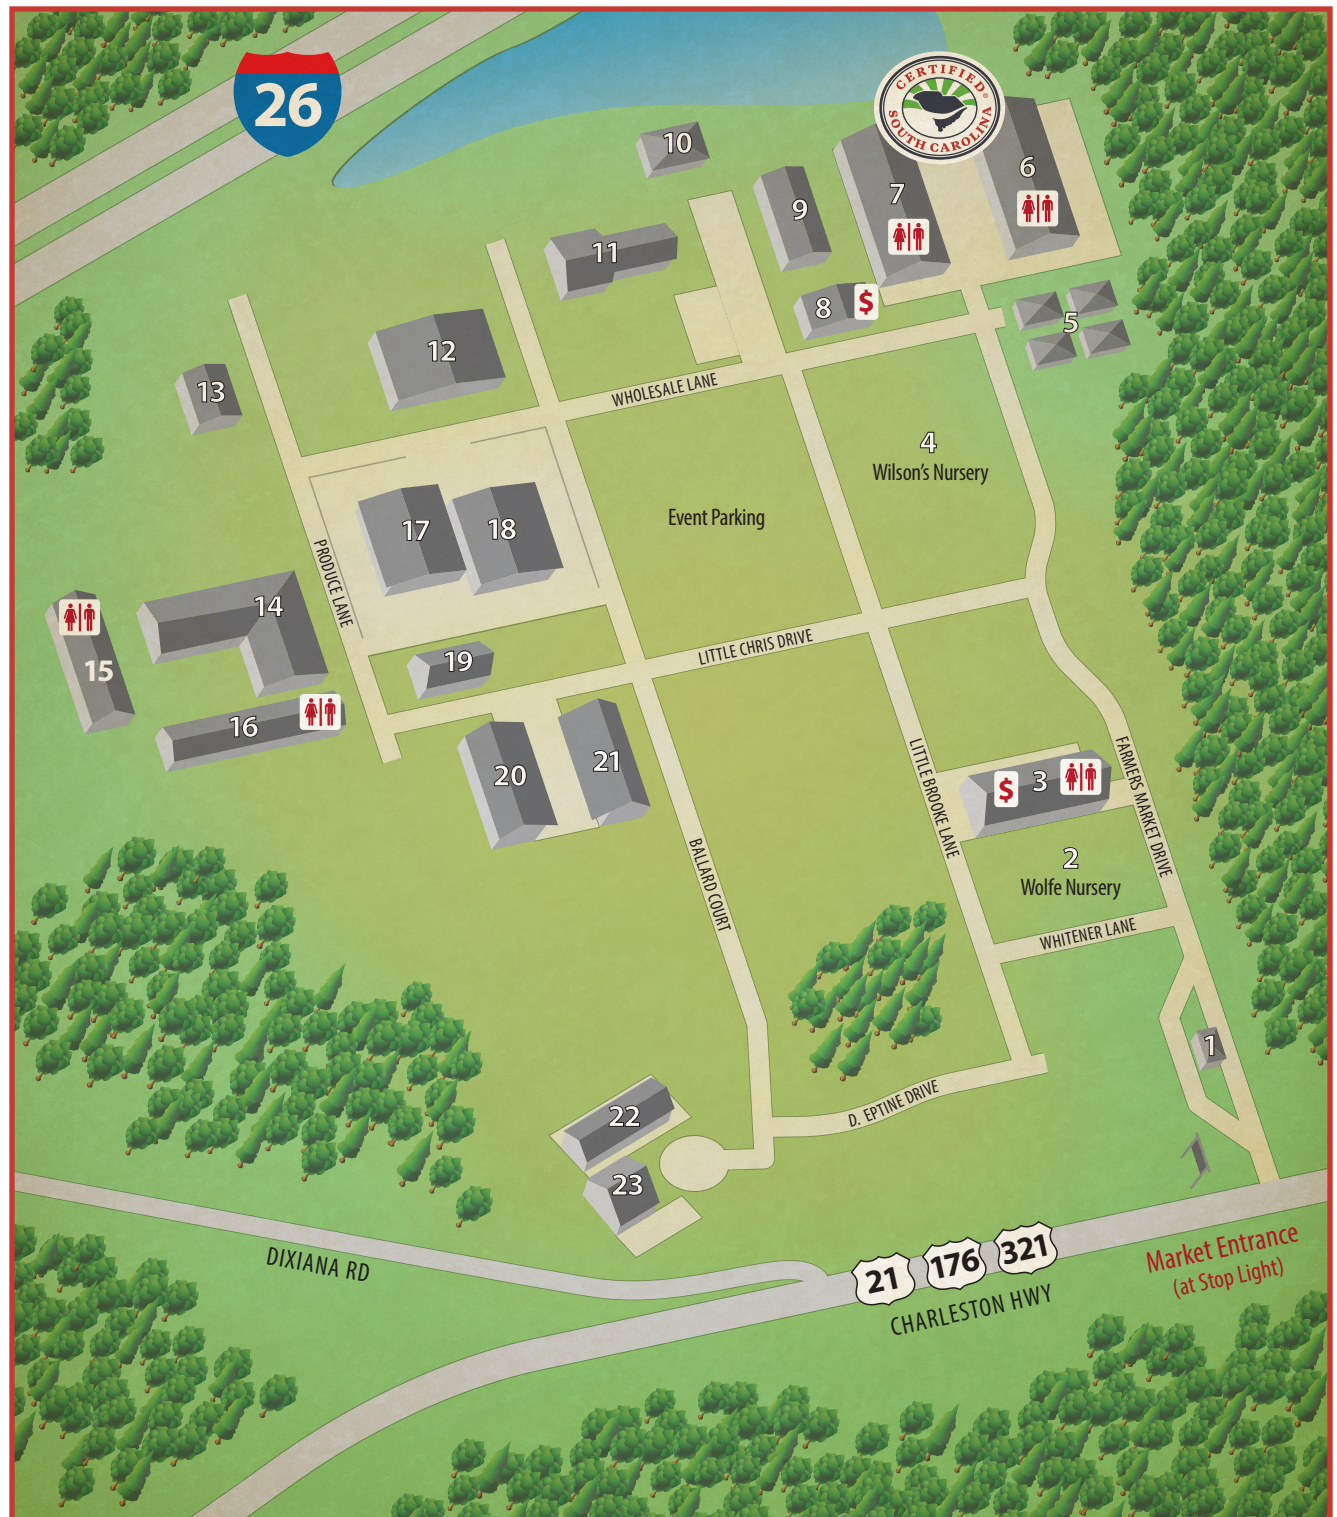 26
CERTIFIED®
SOUTH CAROLINA
10
6
7
9
11
8
$
5
12
13
WHOLESALE LANE
4
Wilson's Nursery
Event Parking
17
18
PRODUCE LANE
14
15
16
19
LITTLE CHRIS DRIVE
20
21
LITTLE BROOKE LANE
FARMERS MARKET DRIVE
$
3
2
Wolfe Nursery
BALLARD COURT
WHITENER LANE
1
D. EPTINE DRIVE
22
23
DIXIANA RD
21
176
321
CHARLESTON HWY
Market Entrance
(at Stop Light)